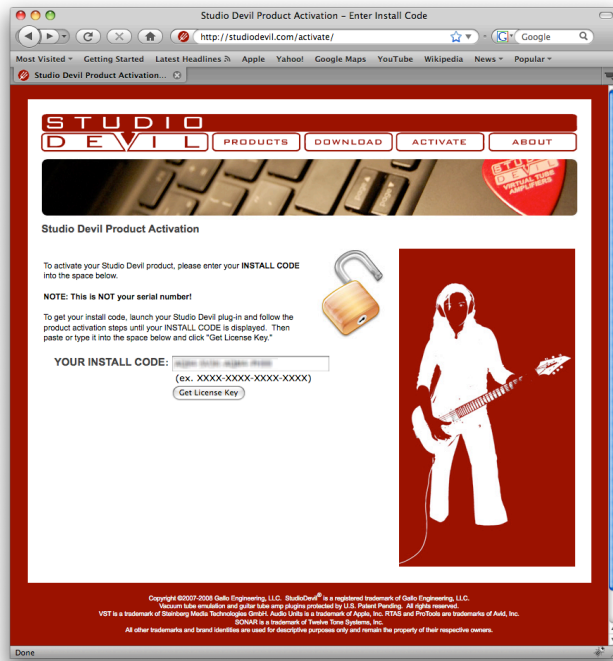 Studio Devil Product Activation – Enter Install Code
http://studiodevil.com/activate/
Google
Most Visited Getting Started Latest Headlines Apple Yahoo! Google Maps YouTube Wikipedia News Popular
Studio Devil Product Activation...
STUDIO
DEVIL PRODUCTS DOWNLOAD ACTIVATE ABOUT
STUDIO
DEVIL
VIRTUAL TUBE
AMPLIFIERS
Studio Devil Product Activation
To activate your Studio Devil product, please enter your INSTALL CODE
into the space below.
NOTE: This is NOT your serial number!
To get your install code, launch your Studio Devil plug-in and follow the
product activation steps until your INSTALL CODE is displayed. Then
paste or type it into the space below and click "Get License Key."
YOUR INSTALL CODE:
(ex. XXXX-XXXX-XXXX-XXXX)
Get License Key
Copyright ©2007-2008 Gallo Engineering, LLC. StudioDevil® is a registered trademark of Gallo Engineering, LLC.
Vacuum tube emulation and guitar tube amp plugins protected by U.S. Patent Pending. All rights reserved.
VST is a trademark of Steinberg Media Technologies GmbH. Audio Units is a trademark of Apple, Inc. RTAS and ProTools are trademarks of Avid, Inc.
SONAR is a trademark of Twelve Tone Systems, Inc.
All other trademarks and brand identities are used for descriptive purposes only and remain the property of their respective owners.
Done